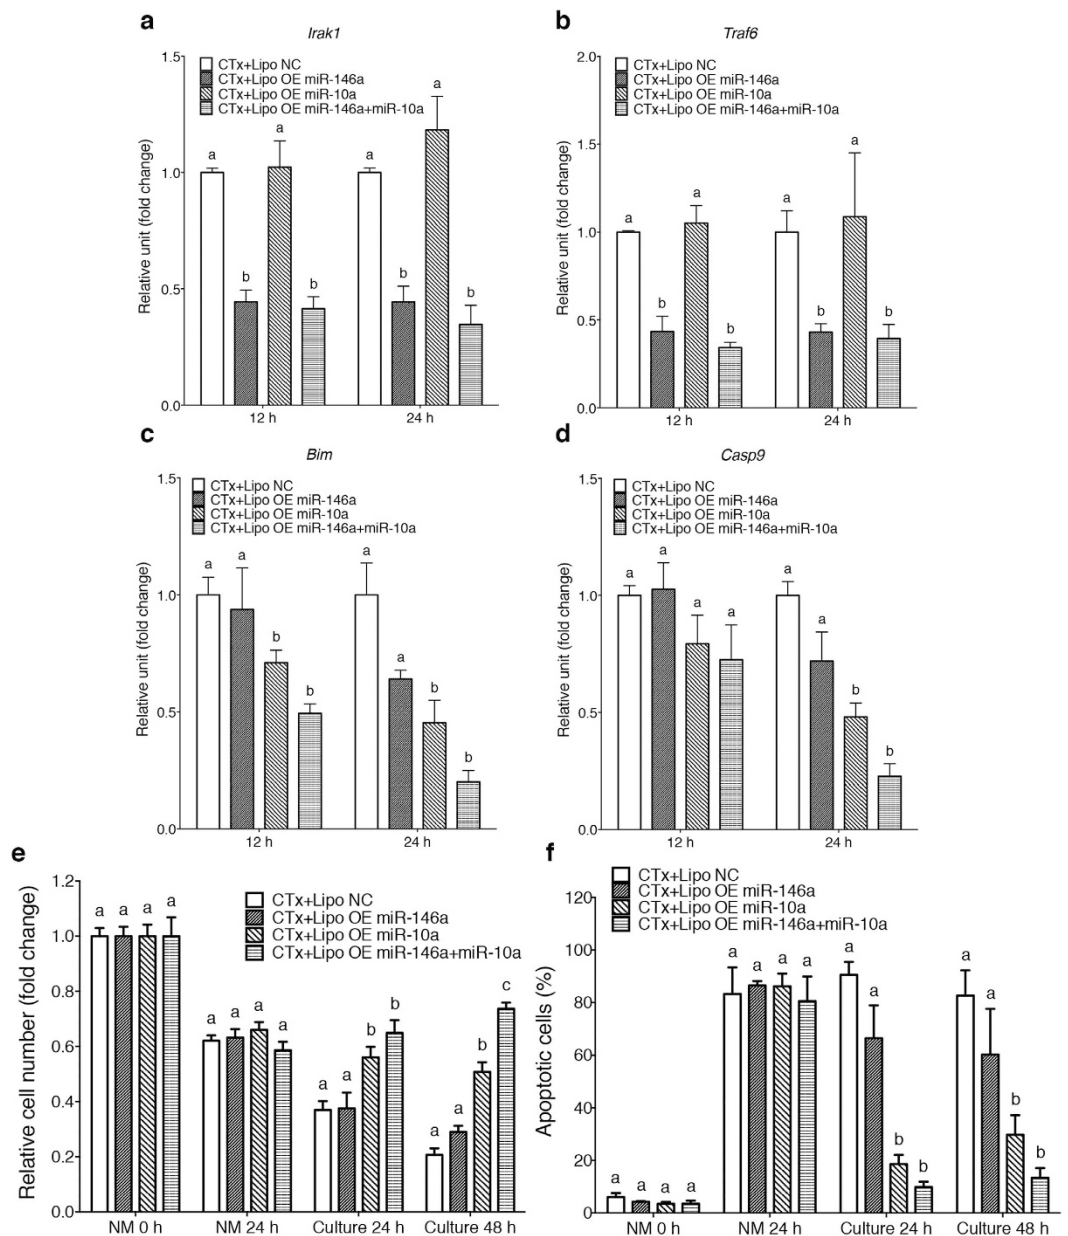 a
Irak1
1.5
1.0
0.5
0.0
Relative unit (fold change)
CTx+Lipo NC
CTx+Lipo OE miR-146a
CTx+Lipo OE miR-10a
CTx+Lipo OE miR-146a+miR-10a
a b a b
a b a b
12 h
24 h
b
Traf6
2.0
1.5
1.0
0.5
0.0
Relative unit (fold change)
CTx+Lipo NC
CTx+Lipo OE miR-146a
CTx+Lipo OE miR-10a
CTx+Lipo OE miR-146a+miR-10a
a b a b
a b a b
12 h
24 h
c
Bim
1.5
1.0
0.5
0.0
Relative unit (fold change)
CTx+Lipo NC
CTx+Lipo OE miR-146a
CTx+Lipo OE miR-10a
CTx+Lipo OE miR-146a+miR-10a
a a b b
a a b b
12 h
24 h
d
Casp9
1.5
1.0
0.5
0.0
Relative unit (fold change)
CTx+Lipo NC
CTx+Lipo OE miR-146a
CTx+Lipo OE miR-10a
CTx+Lipo OE miR-146a+miR-10a
a a a a
a a b b
12 h
24 h
e
1.2
1.0
0.8
0.6
0.4
0.2
0.0
Relative cell number (fold change)
CTx+Lipo NC
CTx+Lipo OE miR-146a
CTx+Lipo OE miR-10a
CTx+Lipo OE miR-146a+miR-10a
a a a a
a a a a
a a b b
a a b c
NM 0 h
NM 24 h
Culture 24 h
Culture 48 h
f
120
100
80
60
40
20
0
Apoptotic cells (%)
CTx+Lipo NC
CTx+Lipo OE miR-146a
CTx+Lipo OE miR-10a
CTx+Lipo OE miR-146a+miR-10a
a a a a
a a a a
a a b b
a a b b
NM 0 h
NM 24 h
Culture 24 h
Culture 48 h